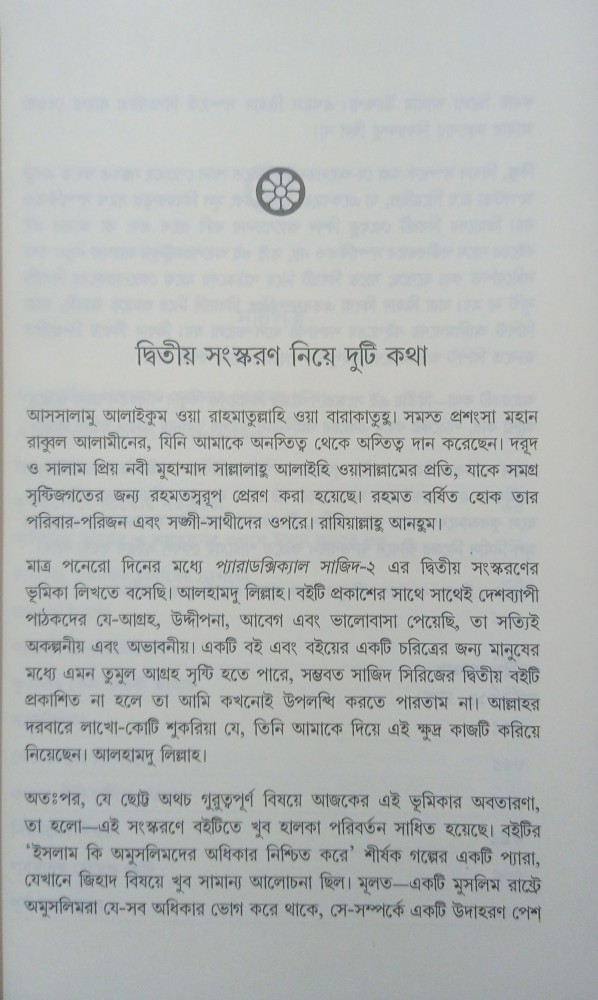 দ্বিতীয় সংস্করণ নিয়ে দুটি কথা
আসসালামু আলাইকুম ওয়া রাহমাতুল্লাহি ওয়া বারাকাতুহু। সমস্ত প্রশংসা মহান
রাব্বুল আলামীনের, যিনি আমাকে অনস্তিত্ব থেকে অস্তিত্ব দান করেছেন। দরূদ
ও সালাম প্রিয় নবী মুহাম্মাদ সাল্লাল্লাহু আলাইহি ওয়াসাল্লামের প্রতি, যাকে সমগ্র
সৃষ্টিজগতের জন্য রহমতস্বরূপ প্রেরণ করা হয়েছে। রহমত বর্ষিত হোক তার
পরিবার-পরিজন এবং সঙ্গী-সাথীদের ওপরে। রাযিয়াল্লাহু আনহুম।
মাত্র পনেরো দিনের মধ্যে প্যারাডক্সিক্যাল সাজিদ-২ এর দ্বিতীয় সংস্করণের
ভূমিকা লিখতে বসেছি। আলহামদু লিল্লাহ। বইটি প্রকাশের সাথে সাথেই দেশব্যাপী
পাঠকদের যে-আগ্রহ, উদ্দীপনা, আবেগ এবং ভালোবাসা পেয়েছি, তা সত্যিই
অকল্পনীয় এবং অভাবনীয়। একটি বই এবং বইয়ের একটি চরিত্রের জন্য মানুষের
মধ্যে এমন তুমুল আগ্রহ সৃষ্টি হতে পারে, সম্ভবত সাজিদ সিরিজের দ্বিতীয় বইটি
প্রকাশিত না হলে তা আমি কখনোই উপলব্ধি করতে পারতাম না। আল্লাহর
দরবারে লাখো-কোটি শুকরিয়া যে, তিনি আমাকে দিয়ে এই ক্ষুদ্র কাজটি করিয়ে
নিয়েছেন। আলহামদু লিল্লাহ।
অতঃপর, যে ছোট্ট অথচ গুরুত্বপূর্ণ বিষয়ে আজকের এই ভূমিকার অবতারণা,
তা হলো—এই সংস্করণে বইটিতে খুব হালকা পরিবর্তন সাধিত হয়েছে। বইটির
‘ইসলাম কি অমুসলিমদের অধিকার নিশ্চিত করে’ শীর্ষক গল্পের একটি প্যারা,
যেখানে জিহাদ বিষয়ে খুব সামান্য আলোচনা ছিল। মূলত—একটি মুসলিম রাষ্ট্রে
অমুসলিমরা যে-সব অধিকার ভোগ করে থাকে, সে-সম্পর্কে একটি উদাহরণ পেশ